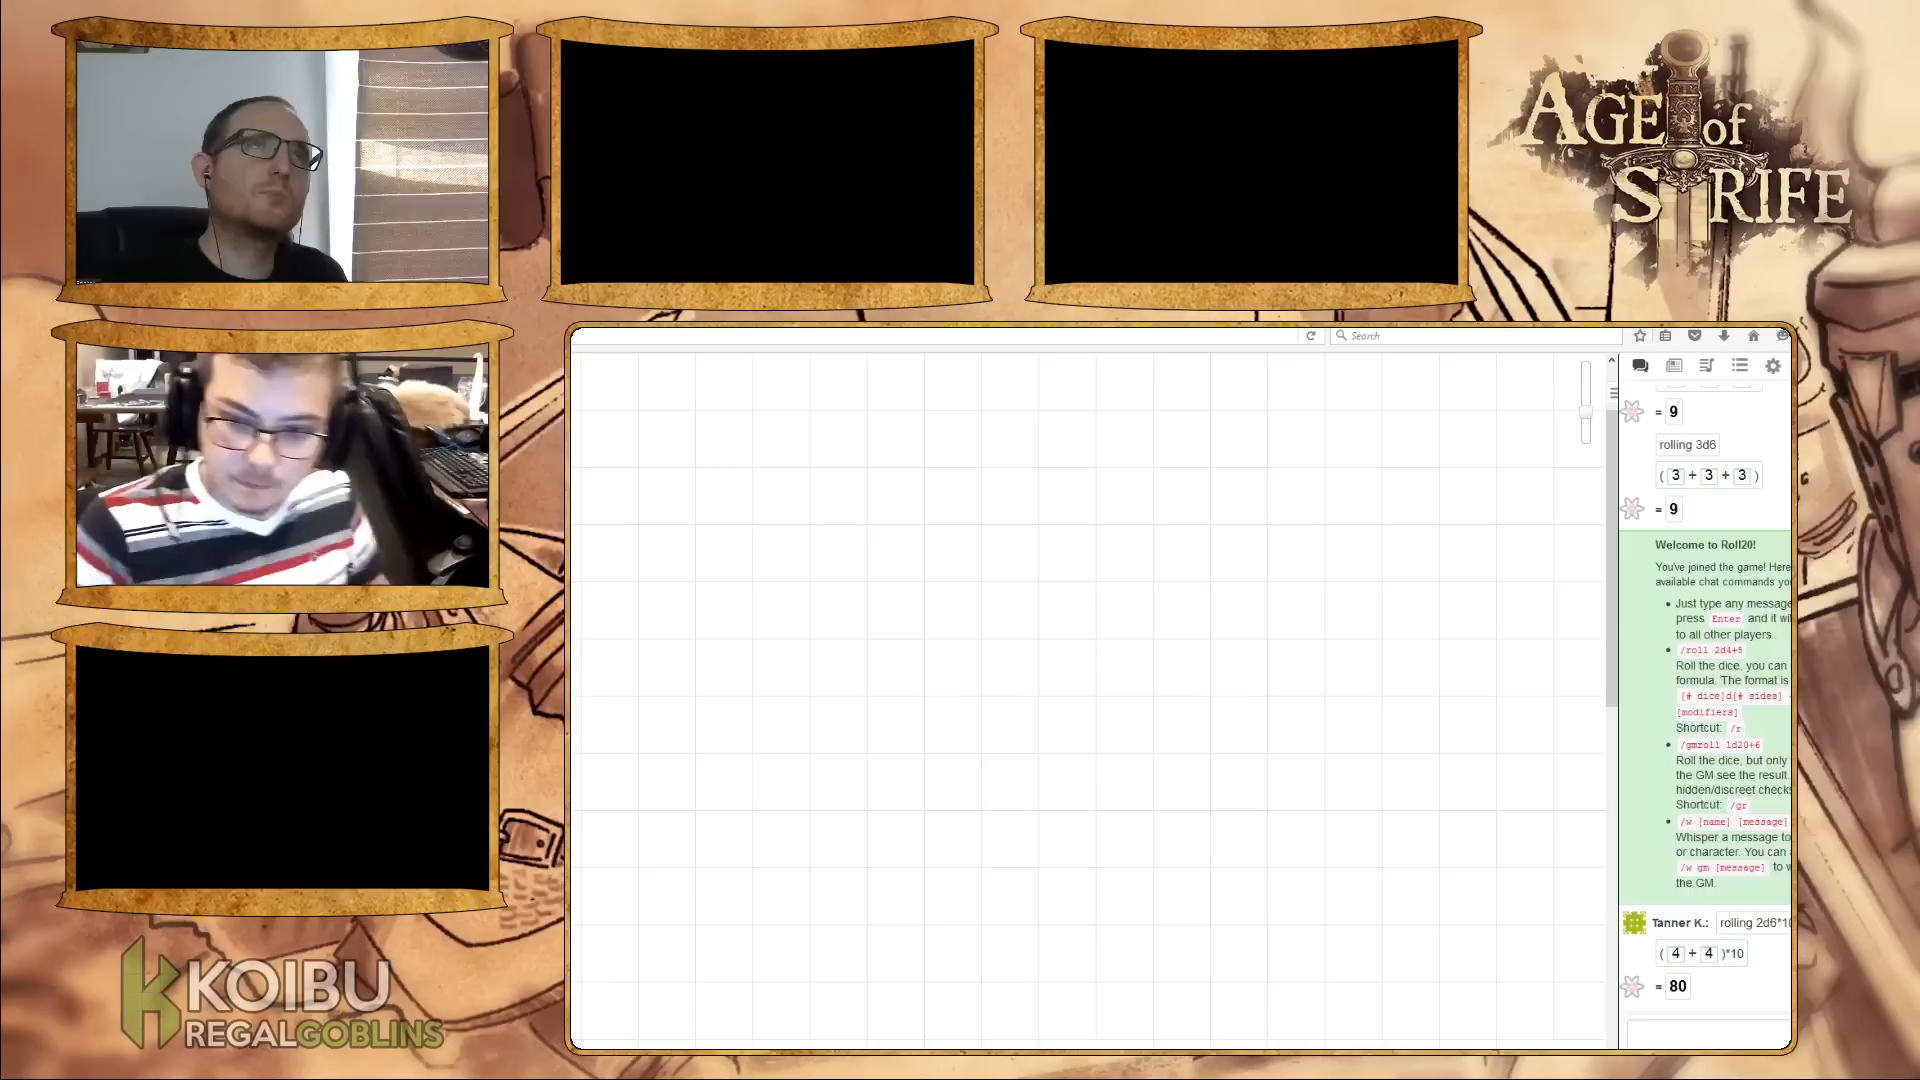 AGE of
STRIFE
Search
= 9
rolling 3d6
( 3 + 3 + 3 )
= 9
Welcome to Roll20!
You've joined the game! Here
available chat commands yo
• Just type any message
press Enter and it wi
to all other players.
• /roll 2d4+5
Roll the dice, you can
formula. The format is
[# dice]d[# sides]
[modifiers]
Shortcut: /r
• /gmroll 1d20+6
Roll the dice, but only
the GM see the result.
hidden/discreet checks
Shortcut: /gr
• /w [name] [message]
Whisper a message to
or character. You can
/w gm [message] to w
the GM.
Tanner K.: rolling 2d6*10
( 4 + 4 )*10
= 80
KOIBU
REGALGOBLINS